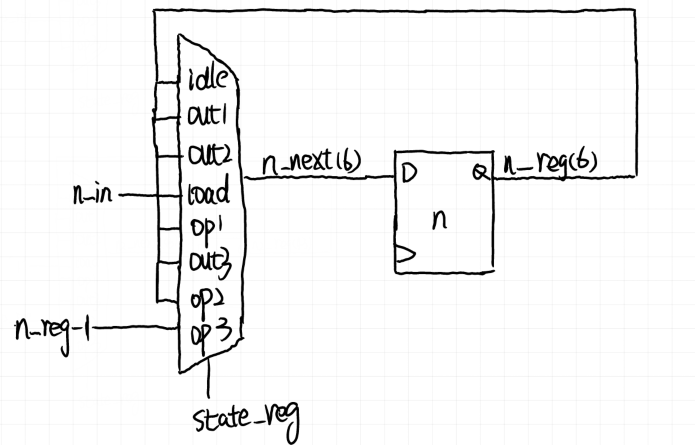 idle
out1
out2
n_in
load
op1
out3
op2
n_reg-1
op3
state_reg
n_next(6)
D
Q
n
n_reg(6)